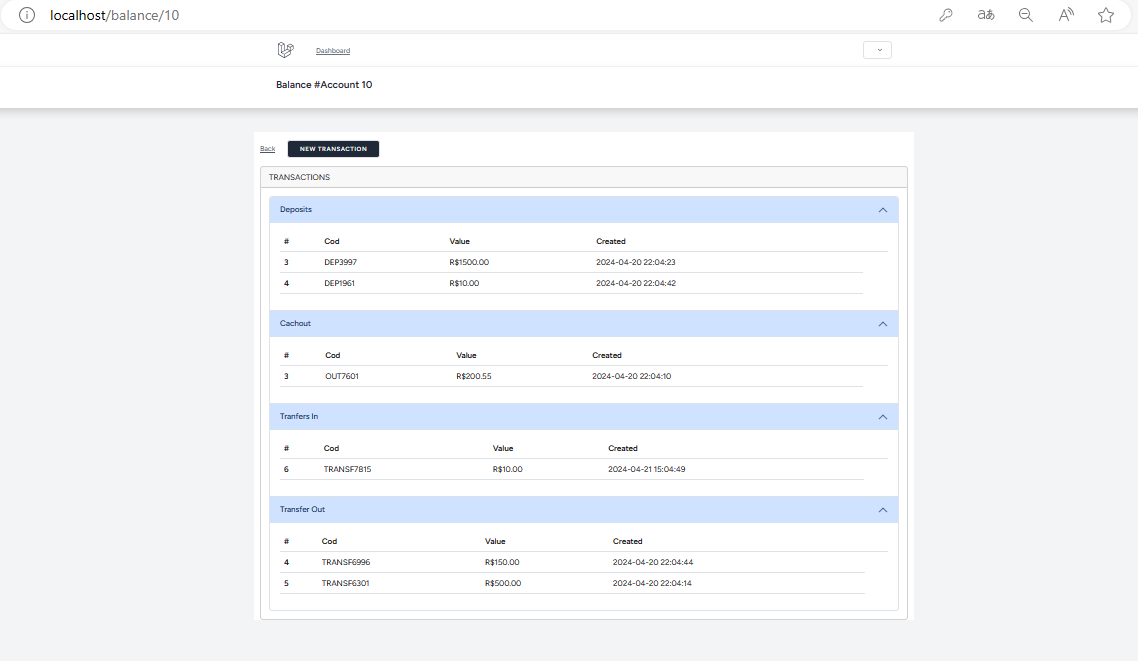 localhost/balance/10
Dashboard
Balance #Account 10
Back NEW TRANSACTION
TRANSACTIONS
Deposits
# Cod Value Created
3 DEP3997 R$1500.00 2024-04-20 22:04:23
4 DEP1961 R$10.00 2024-04-20 22:04:42
Cachout
# Cod Value Created
3 OUT7601 R$200.55 2024-04-20 22:04:10
Tranfers In
# Cod Value Created
6 TRANSF7815 R$10.00 2024-04-21 15:04:49
Transfer Out
# Cod Value Created
4 TRANSF6996 R$150.00 2024-04-20 22:04:44
5 TRANSF6301 R$500.00 2024-04-20 22:04:14